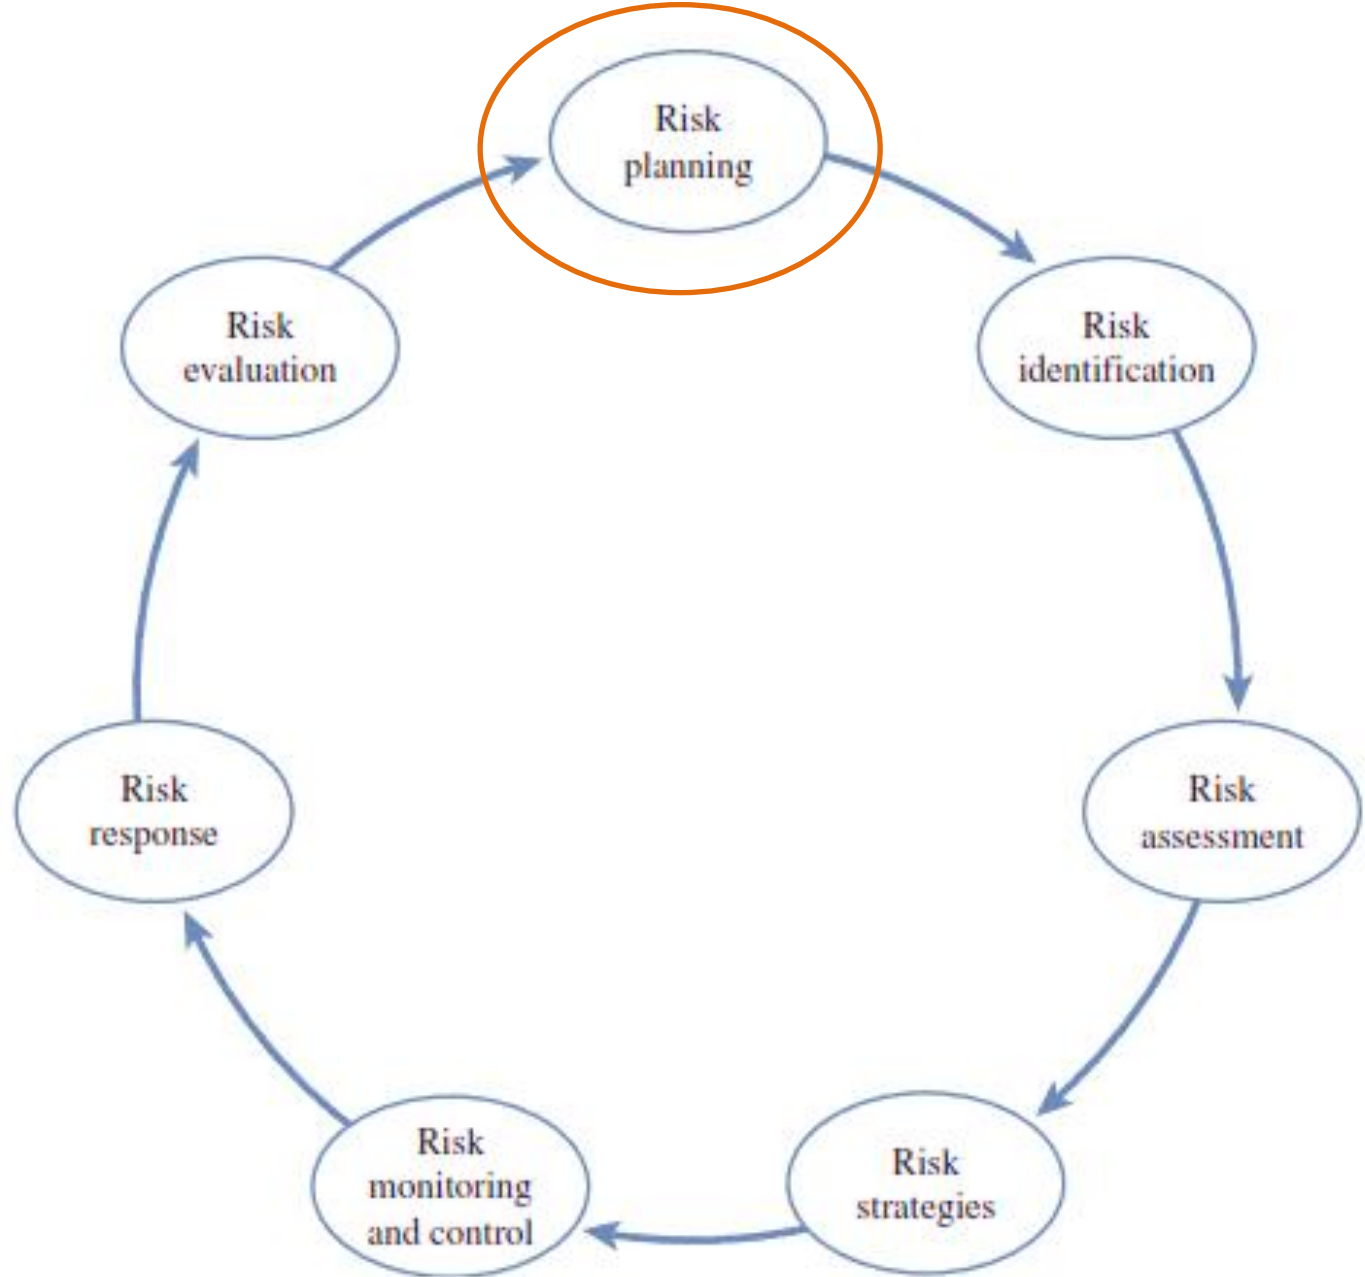 Risk
planning
Risk
identification
Risk
assessment
Risk
strategies
Risk
monitoring
and control
Risk
response
Risk
evaluation